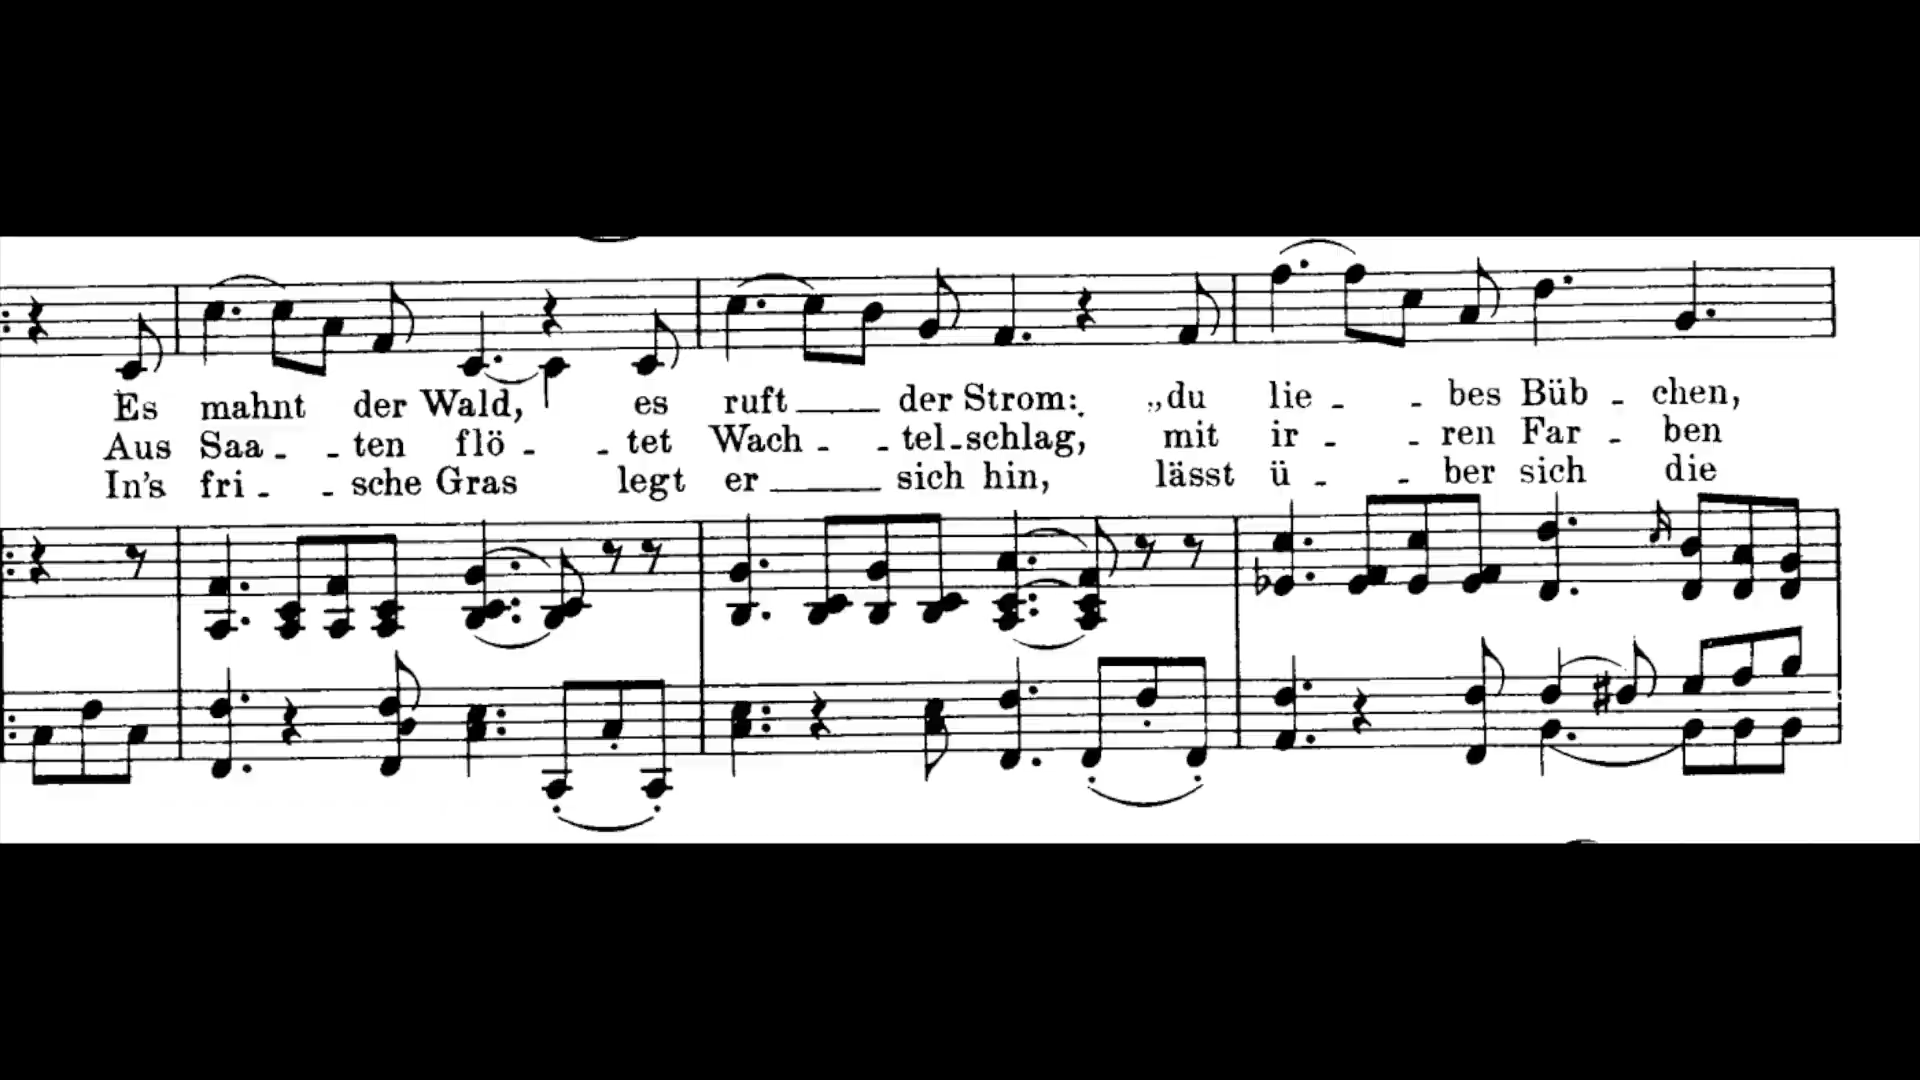 Es mahnt der Wald, es ruft der Strom: „du lie - - bes Büb - chen,
Aus Saa - - ten flö - - tet Wach - - tel - schlag, mit ir - - ren Far - ben
In's fri - - sche Gras legt er sich hin, lässt ü - - ber sich die